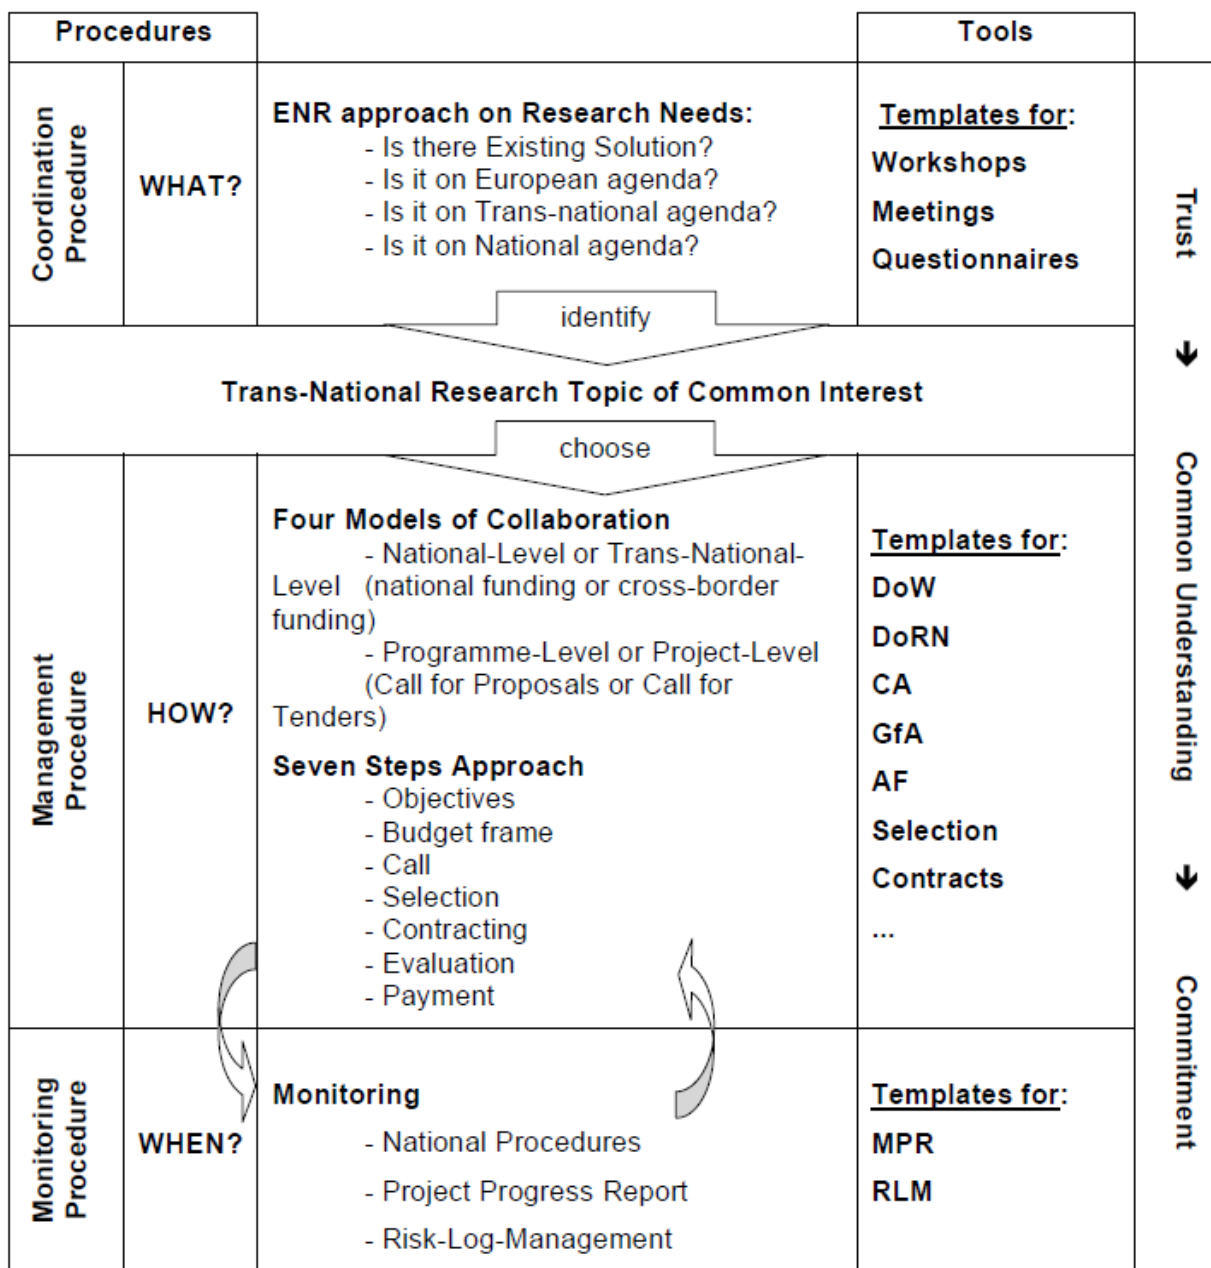 Procedures
Tools
Coordination
Procedure
WHAT?
ENR approach on Research Needs:
- Is there Existing Solution?
- Is it on European agenda?
- Is it on Trans-national agenda?
- Is it on National agenda?
Templates for:
Workshops
Meetings
Questionnaires
Trust
identify
Trans-National Research Topic of Common Interest
choose
Management
Procedure
HOW?
Four Models of Collaboration
- National-Level or Trans-National-
Level (national funding or cross-border
funding)
- Programme-Level or Project-Level
(Call for Proposals or Call for
Tenders)
Seven Steps Approach
- Objectives
- Budget frame
- Call
- Selection
- Contracting
- Evaluation
- Payment
Templates for:
DoW
DoRN
CA
GfA
AF
Selection
Contracts
...
Common Understanding
Monitoring
Procedure
WHEN?
Monitoring
- National Procedures
- Project Progress Report
- Risk-Log-Management
Templates for:
MPR
RLM
Commitment